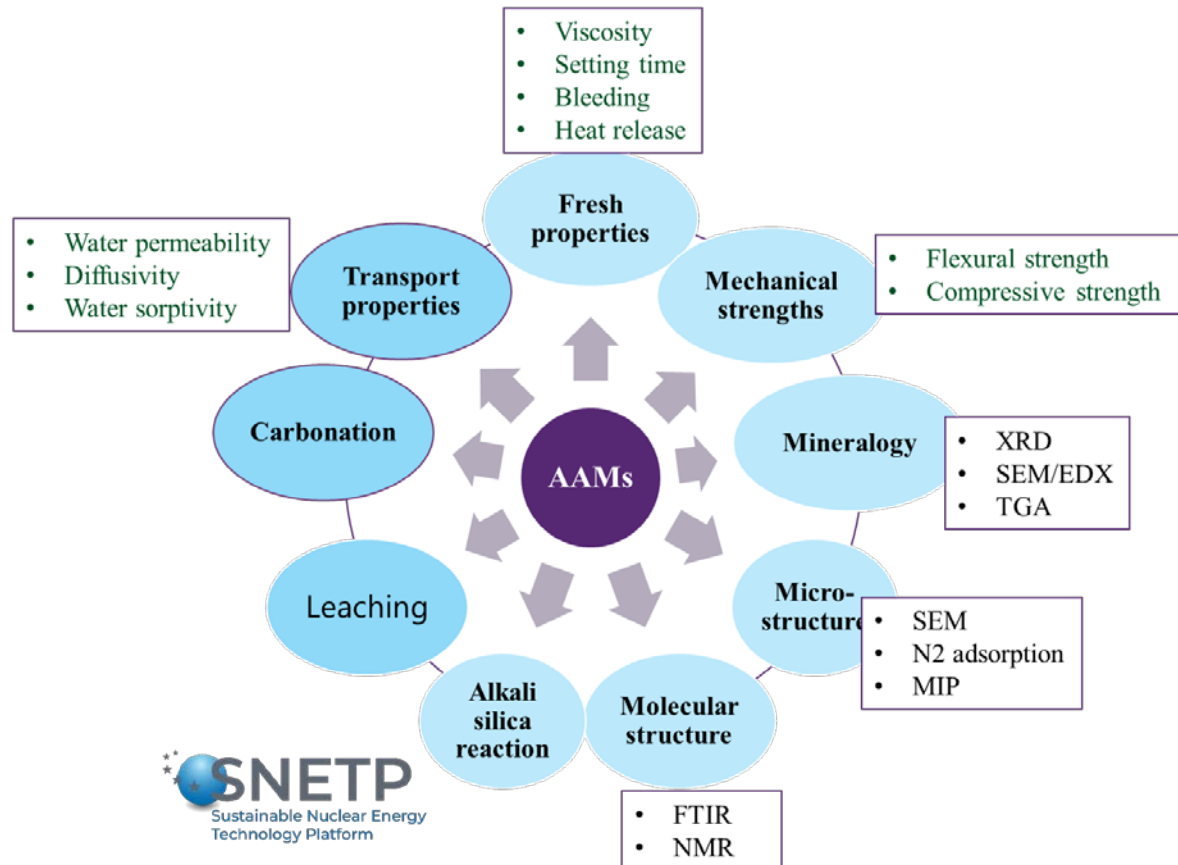 • Viscosity
• Setting time
• Bleeding
• Heat release
Fresh
properties
• Water permeability
• Diffusivity
• Water sorptivity
Transport
properties
Mechanical
strengths
• Flexural strength
• Compressive strength
Carbonation
AAMs
Mineralogy
• XRD
• SEM/EDX
• TGA
Leaching
Micro-
structure
• SEM
• N2 adsorption
• MIP
Alkali
silica
reaction
Molecular
structure
• FTIR
• NMR
SNETP
Sustainable Nuclear Energy
Technology Platform